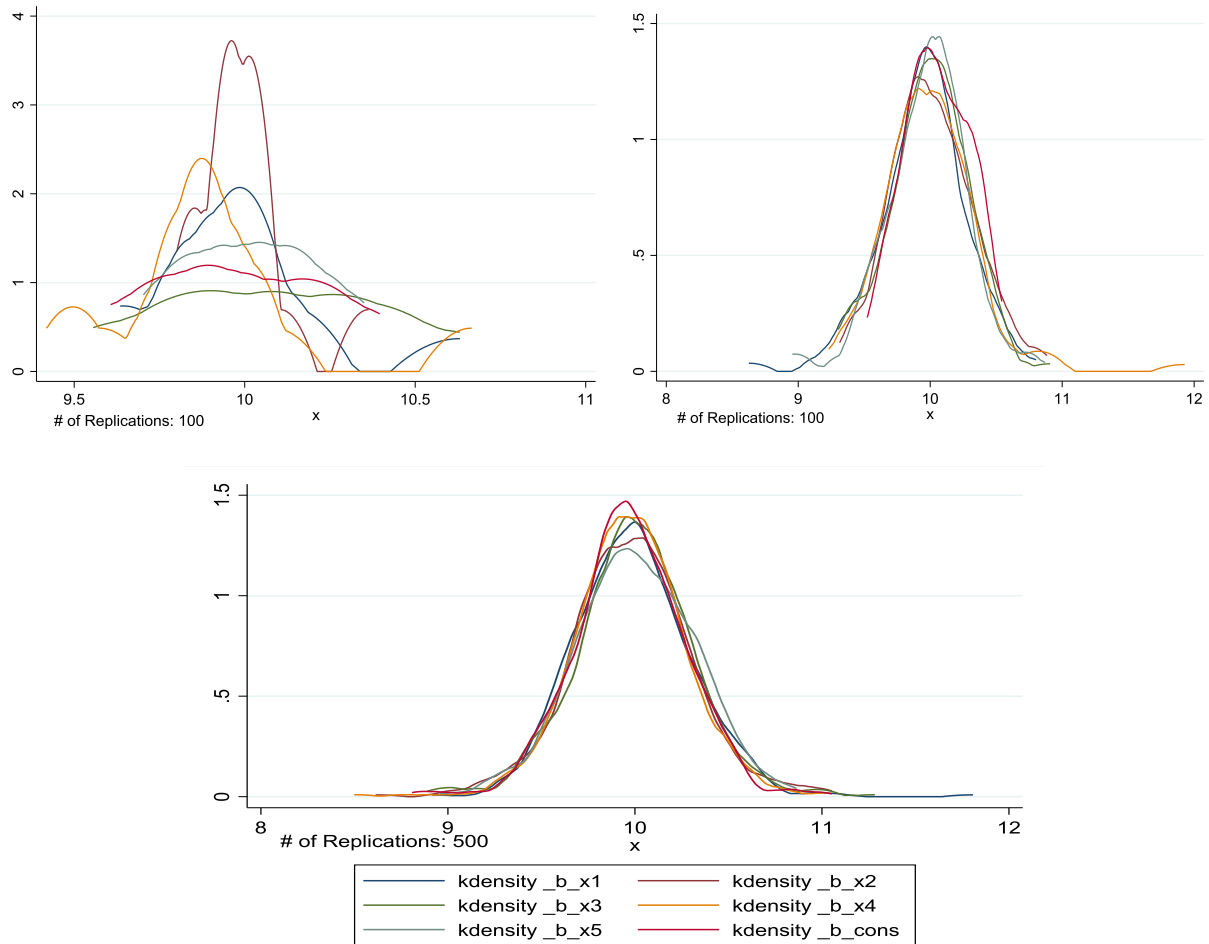 4
3
2
1
0
9.5 10 10.5 11
x
# of Replications: 100
1.5
1
.5
0
8 9 10 11 12
x
# of Replications: 100
1.5
1
.5
0
8 9 10 11 12
x
# of Replications: 500
kdensity _b_x1 kdensity _b_x2
kdensity _b_x3 kdensity _b_x4
kdensity _b_x5 kdensity _b_cons